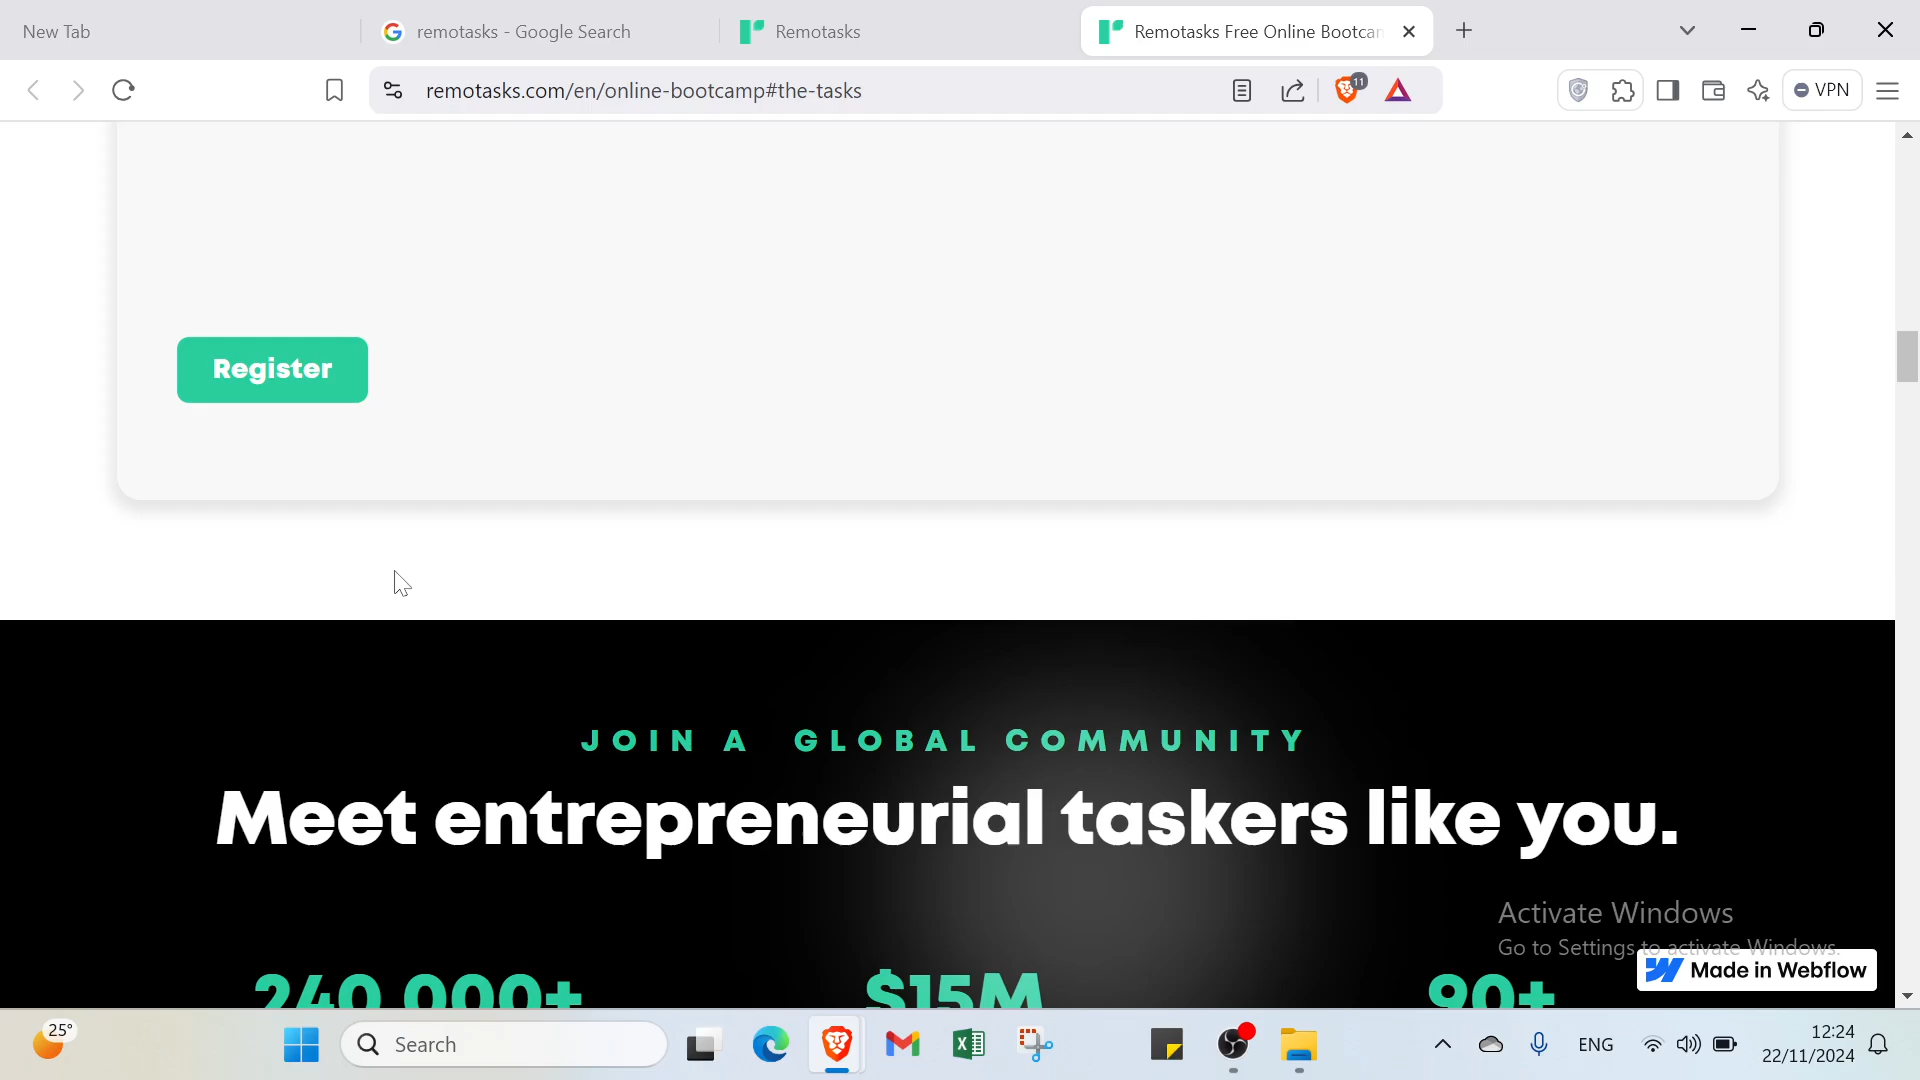 New Tab
remotasks - Google Search
Remotasks
Remotasks Free Online Bootcam
remotasks.com/en/online-bootcamp#the-tasks
11
VPN
Register
JOIN A GLOBAL COMMUNITY
Meet entrepreneurial taskers like you.
240 000+
$15M
90+
Activate Windows
Go to Settings to activate Windows.
Made in Webflow
25°
Search
ENG
12:24
22/11/2024